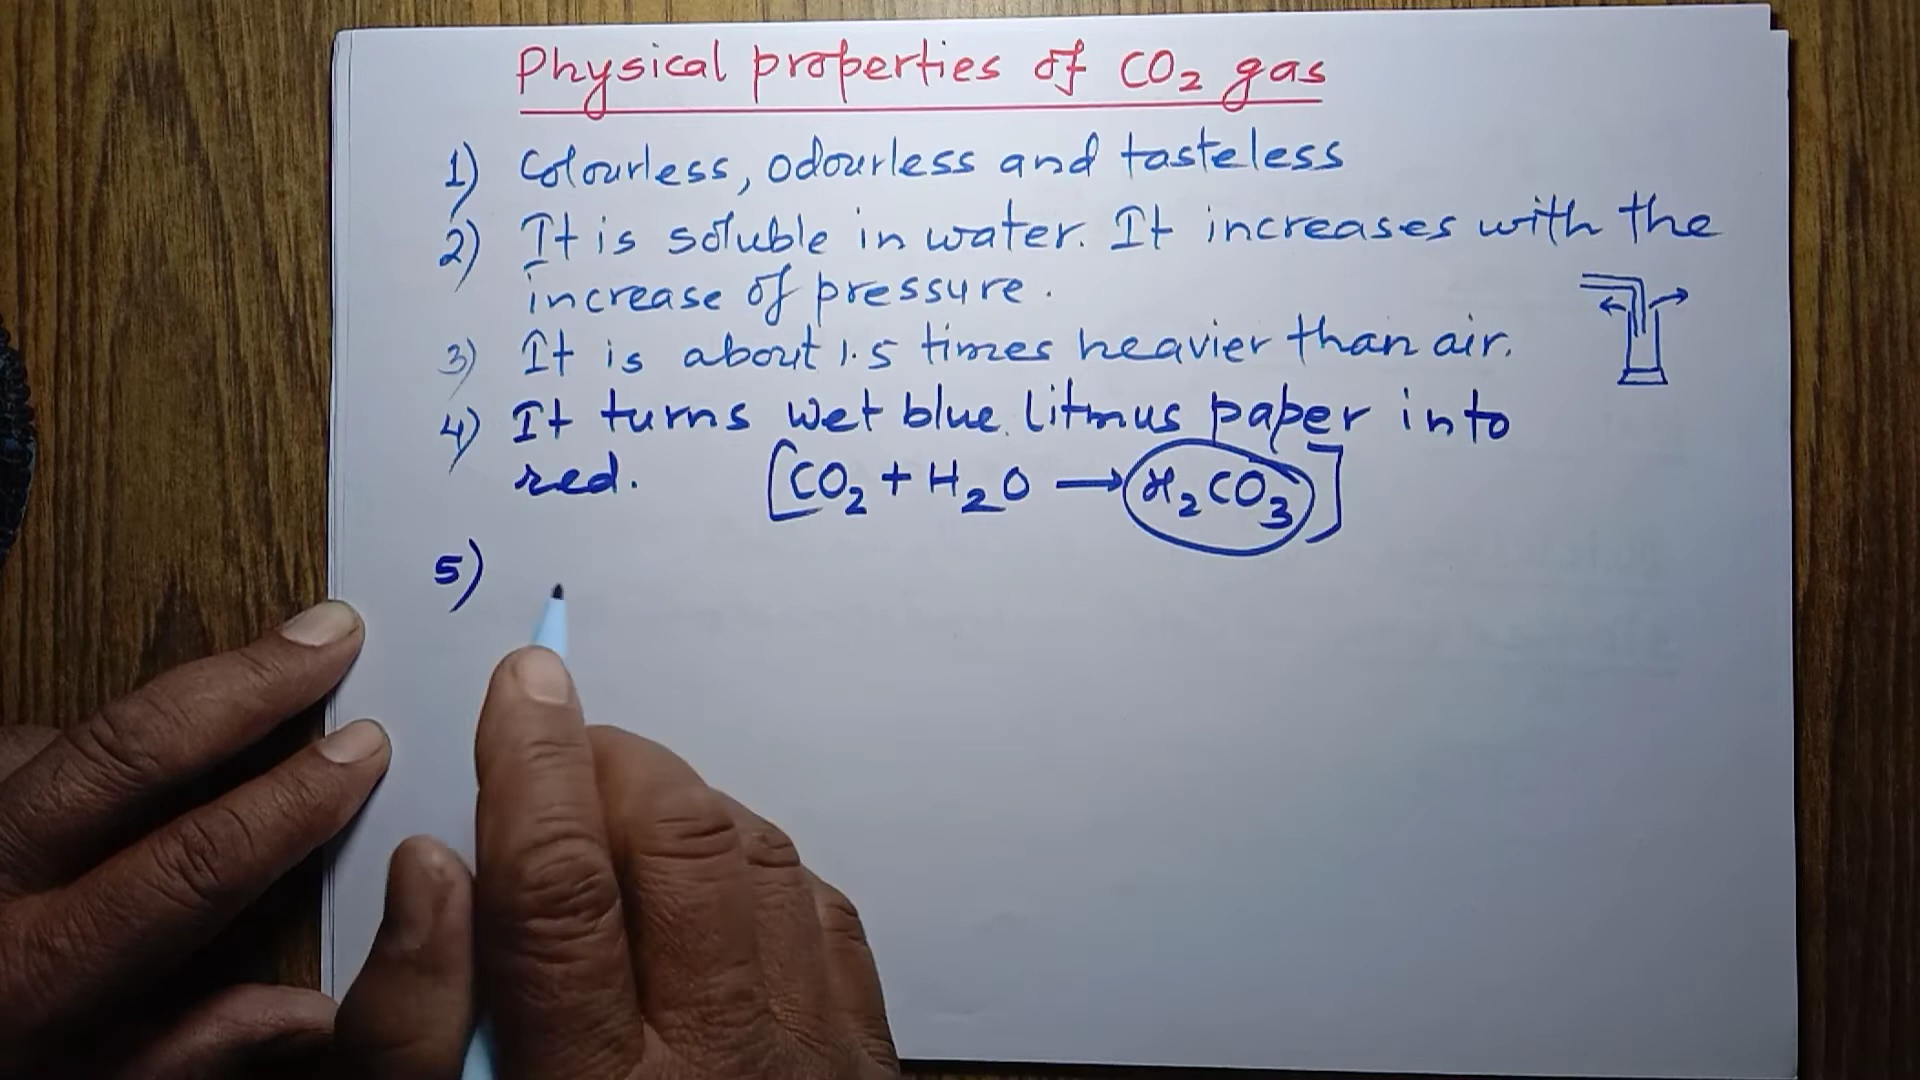 Physical properties of CO₂ gas
1) Colourless, odourless and tasteless
2) It is soluble in water. It increases with the
increase of pressure.
3) It is about 1.5 times heavier than air.
4) It turns wet blue litmus paper into
red. [CO₂ + H₂O → H₂CO₃]
5)